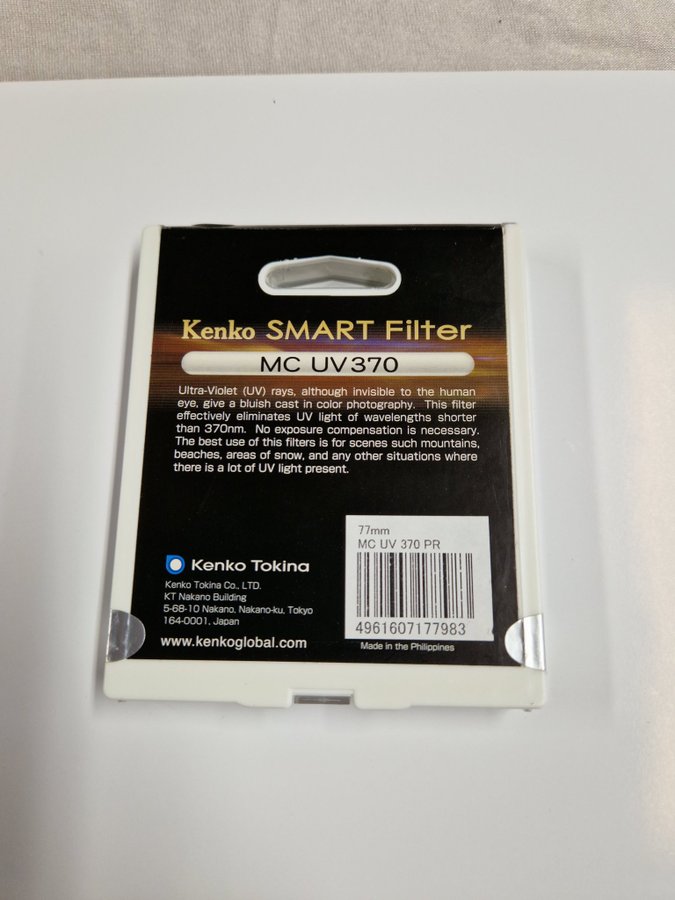 Kenko SMART Filter
MC UV370
Ultra-Violet (UV) rays, although invisible to the human
eye, give a bluish cast in color photography. This filter
effectively eliminates UV light of wavelengths shorter
than 370nm. No exposure compensation is necessary.
The best use of this filters is for scenes such mountains,
beaches, areas of snow, and any other situations where
there is a lot of UV light present.
77mm
MC UV 370 PR
4961607177983
Made in the Philippines
Kenko Tokina
Kenko Tokina Co., LTD.
KT Nakano Building
5-68-10 Nakano, Nakano-ku, Tokyo
164-0001, Japan
www.kenkoglobal.com